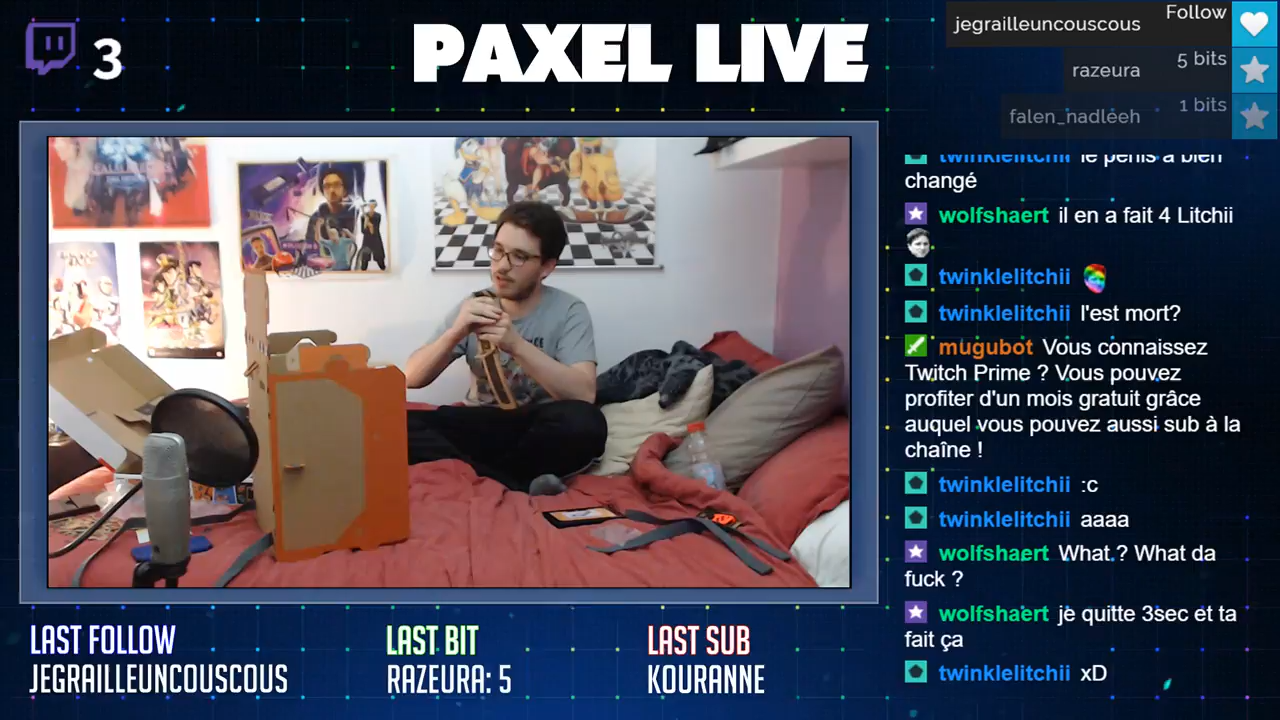 3
PAXEL LIVE
jegrailleuncouscous Follow
razeura 5 bits
falen_nadleeh 1 bits
twinklelitchii le pénis a bien
changé
wolfshaert il en a fait 4 Litchii
twinklelitchii
twinklelitchii l'est mort?
mugubot Vous connaissez
Twitch Prime ? Vous pouvez
profiter d'un mois gratuit grâce
auquel vous pouvez aussi sub à la
chaîne !
twinklelitchii :c
twinklelitchii aaaa
wolfshaert What ? What da
fuck ?
wolfshaert je quitte 3sec et ta
fait ça
twinklelitchii xD
LAST FOLLOW
JEGRAILLEUNCOUSCOUS
LAST BIT
RAZEURA: 5
LAST SUB
KOURANNE